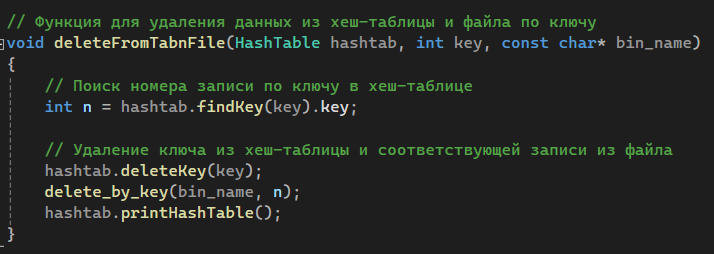 // Функция для удаления данных из хеш-таблицы и файла по ключу
void deleteFromTabnFile(HashTable hashtab, int key, const char* bin_name)
{
    // Поиск номера записи по ключу в хеш-таблице
    int n = hashtab.findKey(key).key;

    // Удаление ключа из хеш-таблицы и соответствующей записи из файла
    hashtab.deleteKey(key);
    delete_by_key(bin_name, n);
    hashtab.printHashTable();
}